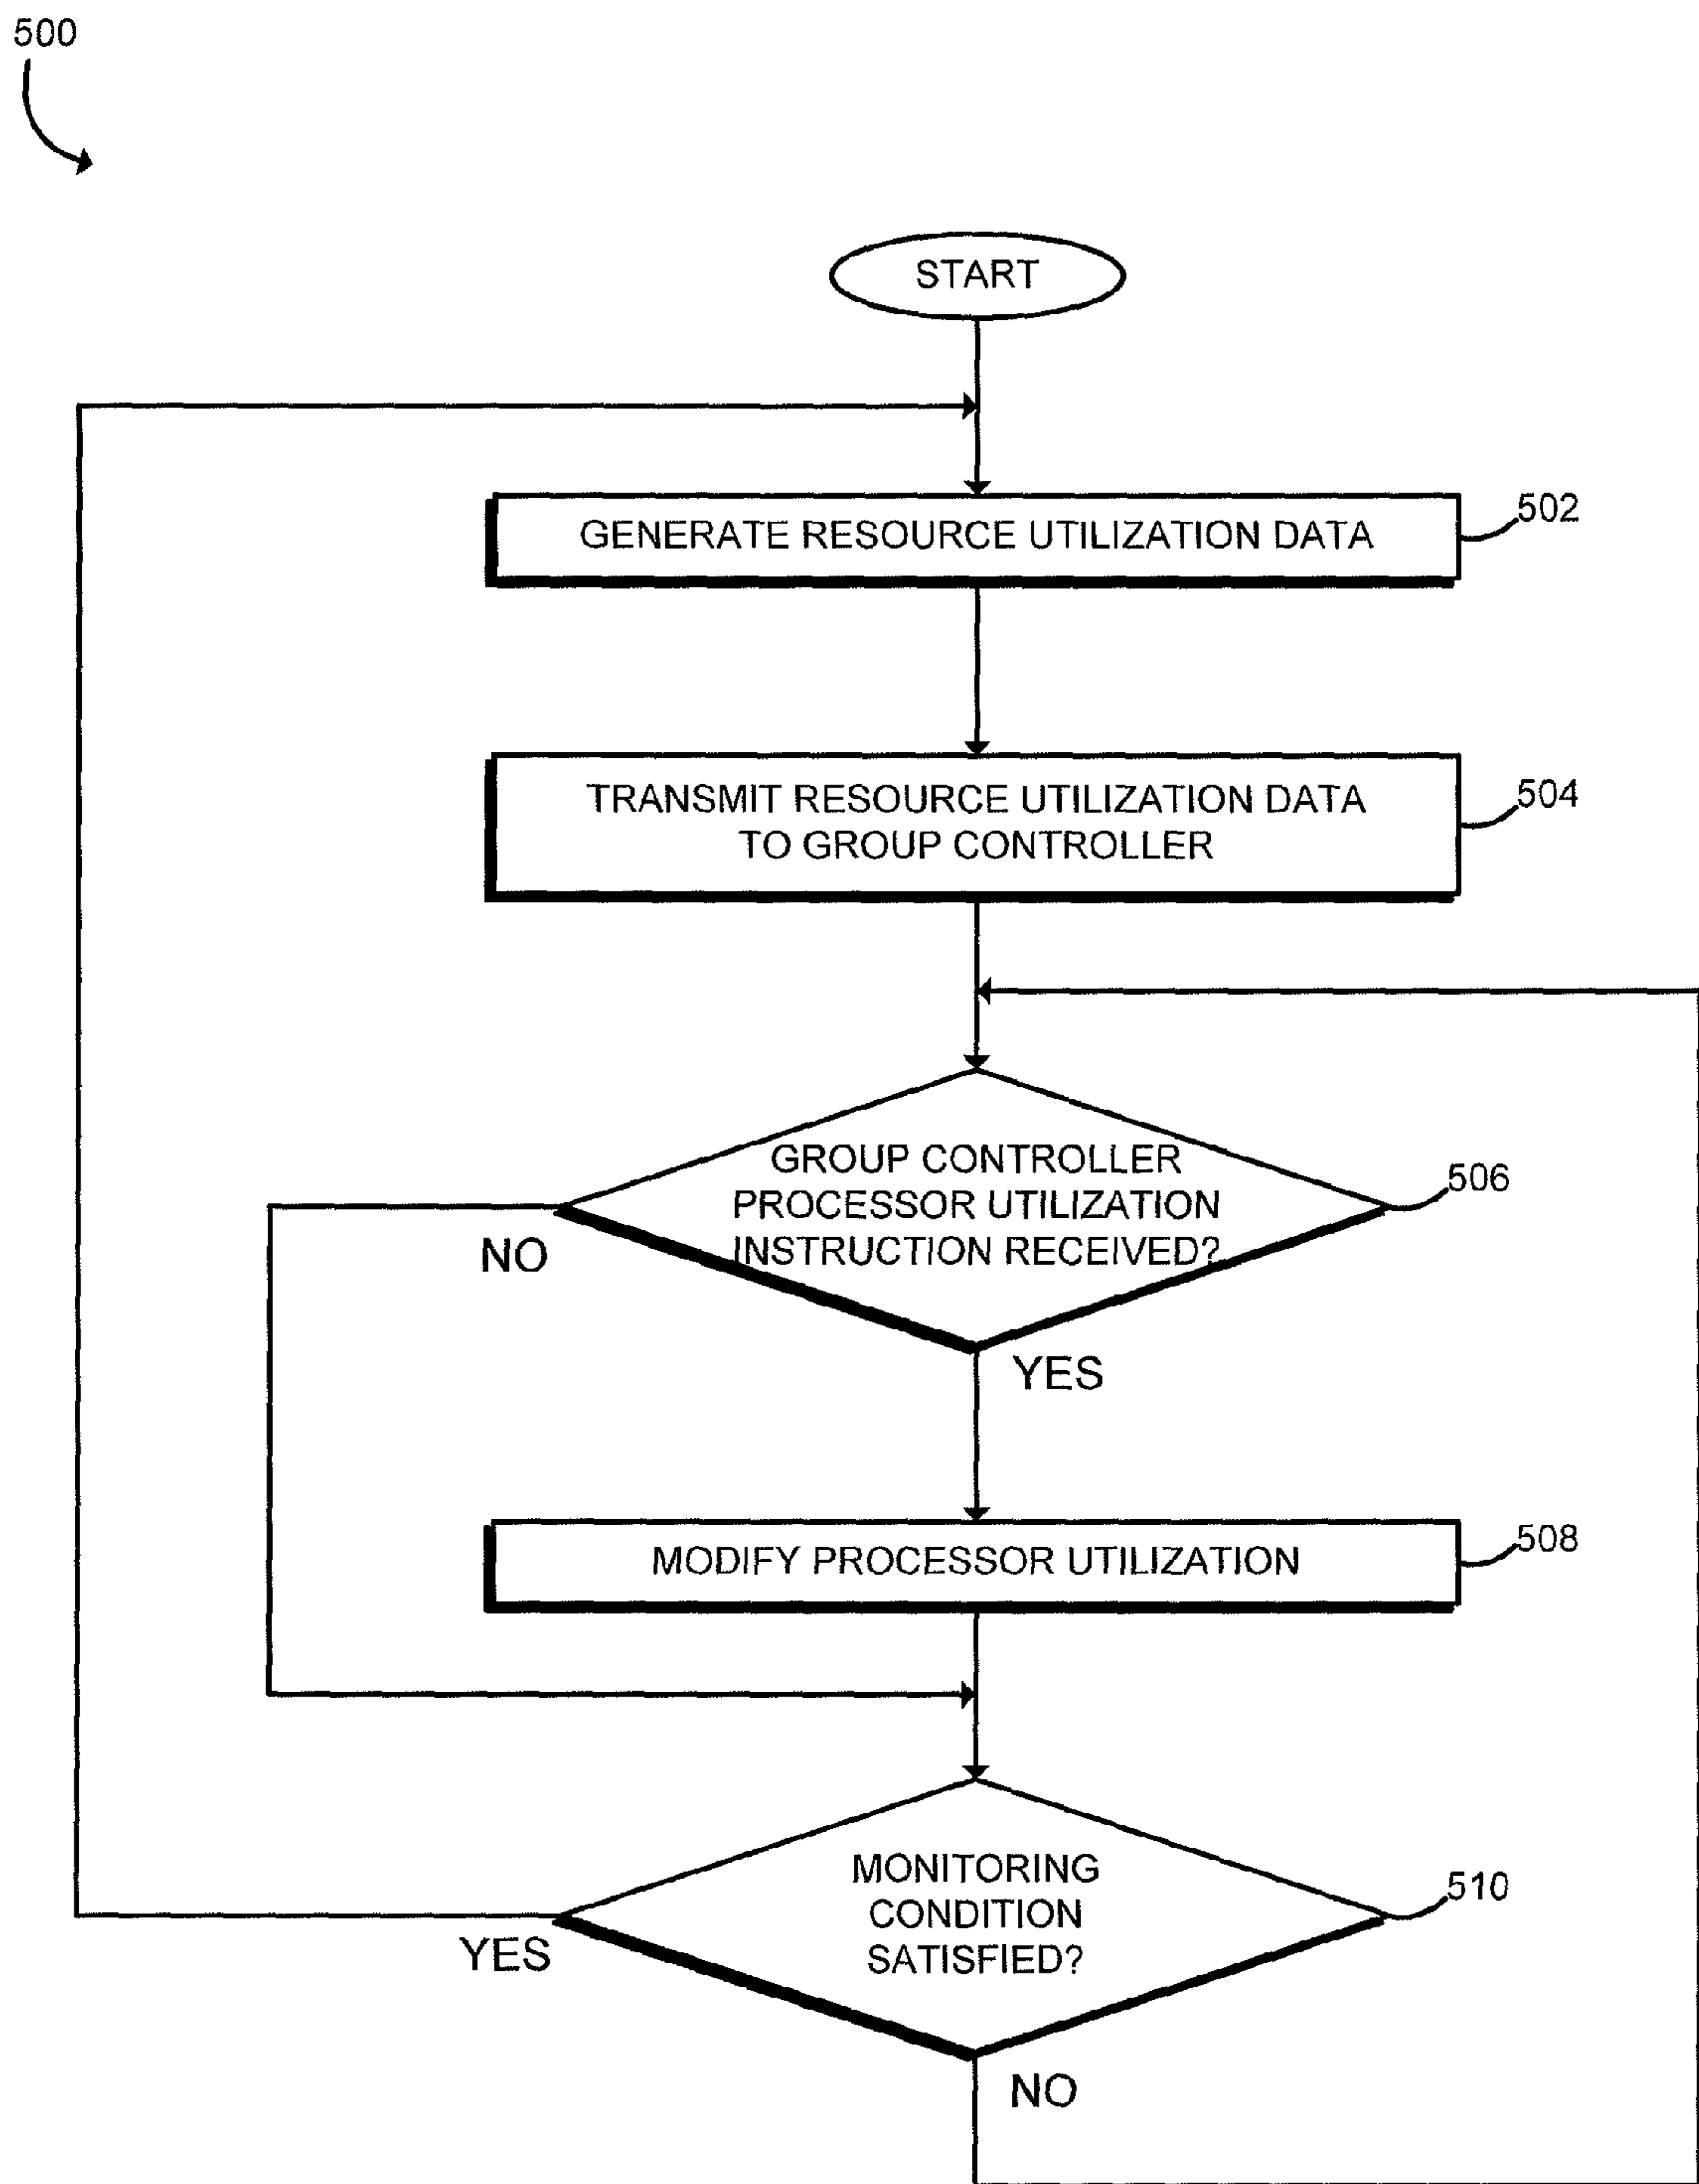 500
START
GENERATE RESOURCE UTILIZATION DATA
502
TRANSMIT RESOURCE UTILIZATION DATA
TO GROUP CONTROLLER
504
GROUP CONTROLLER
PROCESSOR UTILIZATION
INSTRUCTION RECEIVED?
506
NO
YES
MODIFY PROCESSOR UTILIZATION
508
MONITORING
CONDITION
SATISFIED?
510
YES
NO